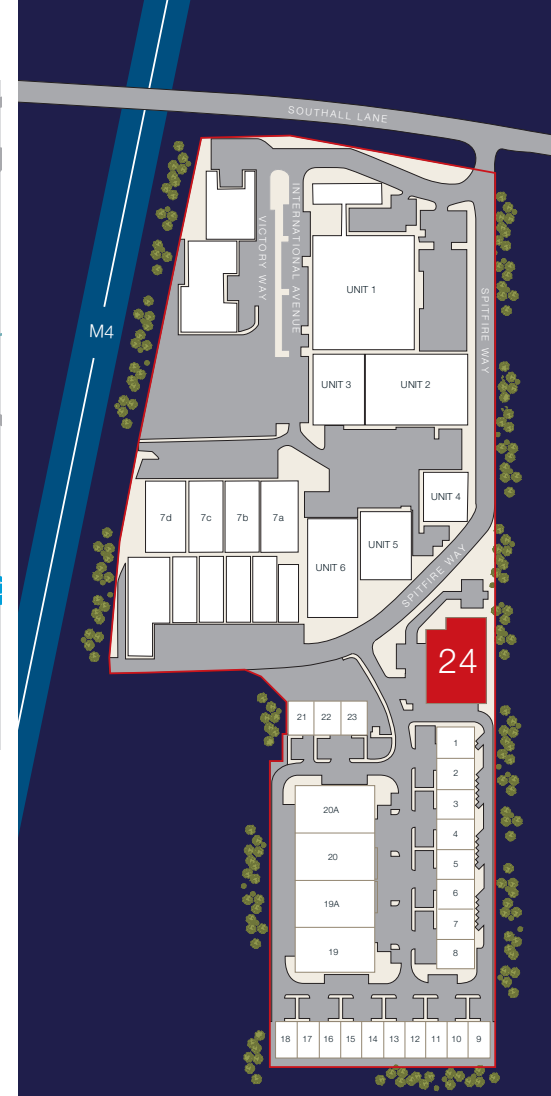 SOUTHALL LANE
INTERNATIONAL AVENUE
VICTORY WAY
SPITFIRE WAY
M4
UNIT 1
UNIT 3
UNIT 2
UNIT 4
7d
7c
7b
7a
UNIT 5
UNIT 6
SPITFIRE WAY
24
21
22
23
1
2
3
4
5
6
7
8
20A
20
19A
19
18
17
16
15
14
13
12
11
10
9